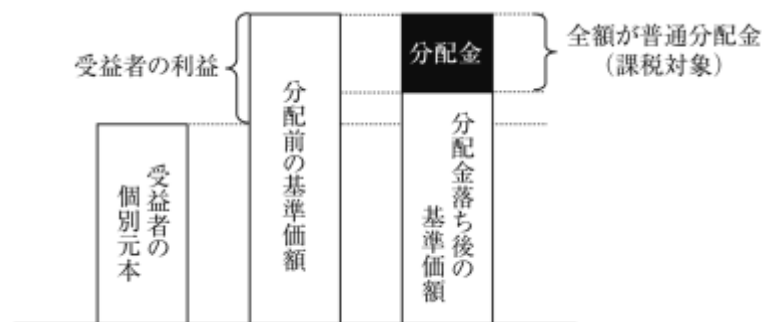 受益者の利益
分配金
全額が普通分配金
（課税対象）
分配前の基準価額
受益者の
個別元本
分配金落ち後の
基準価額